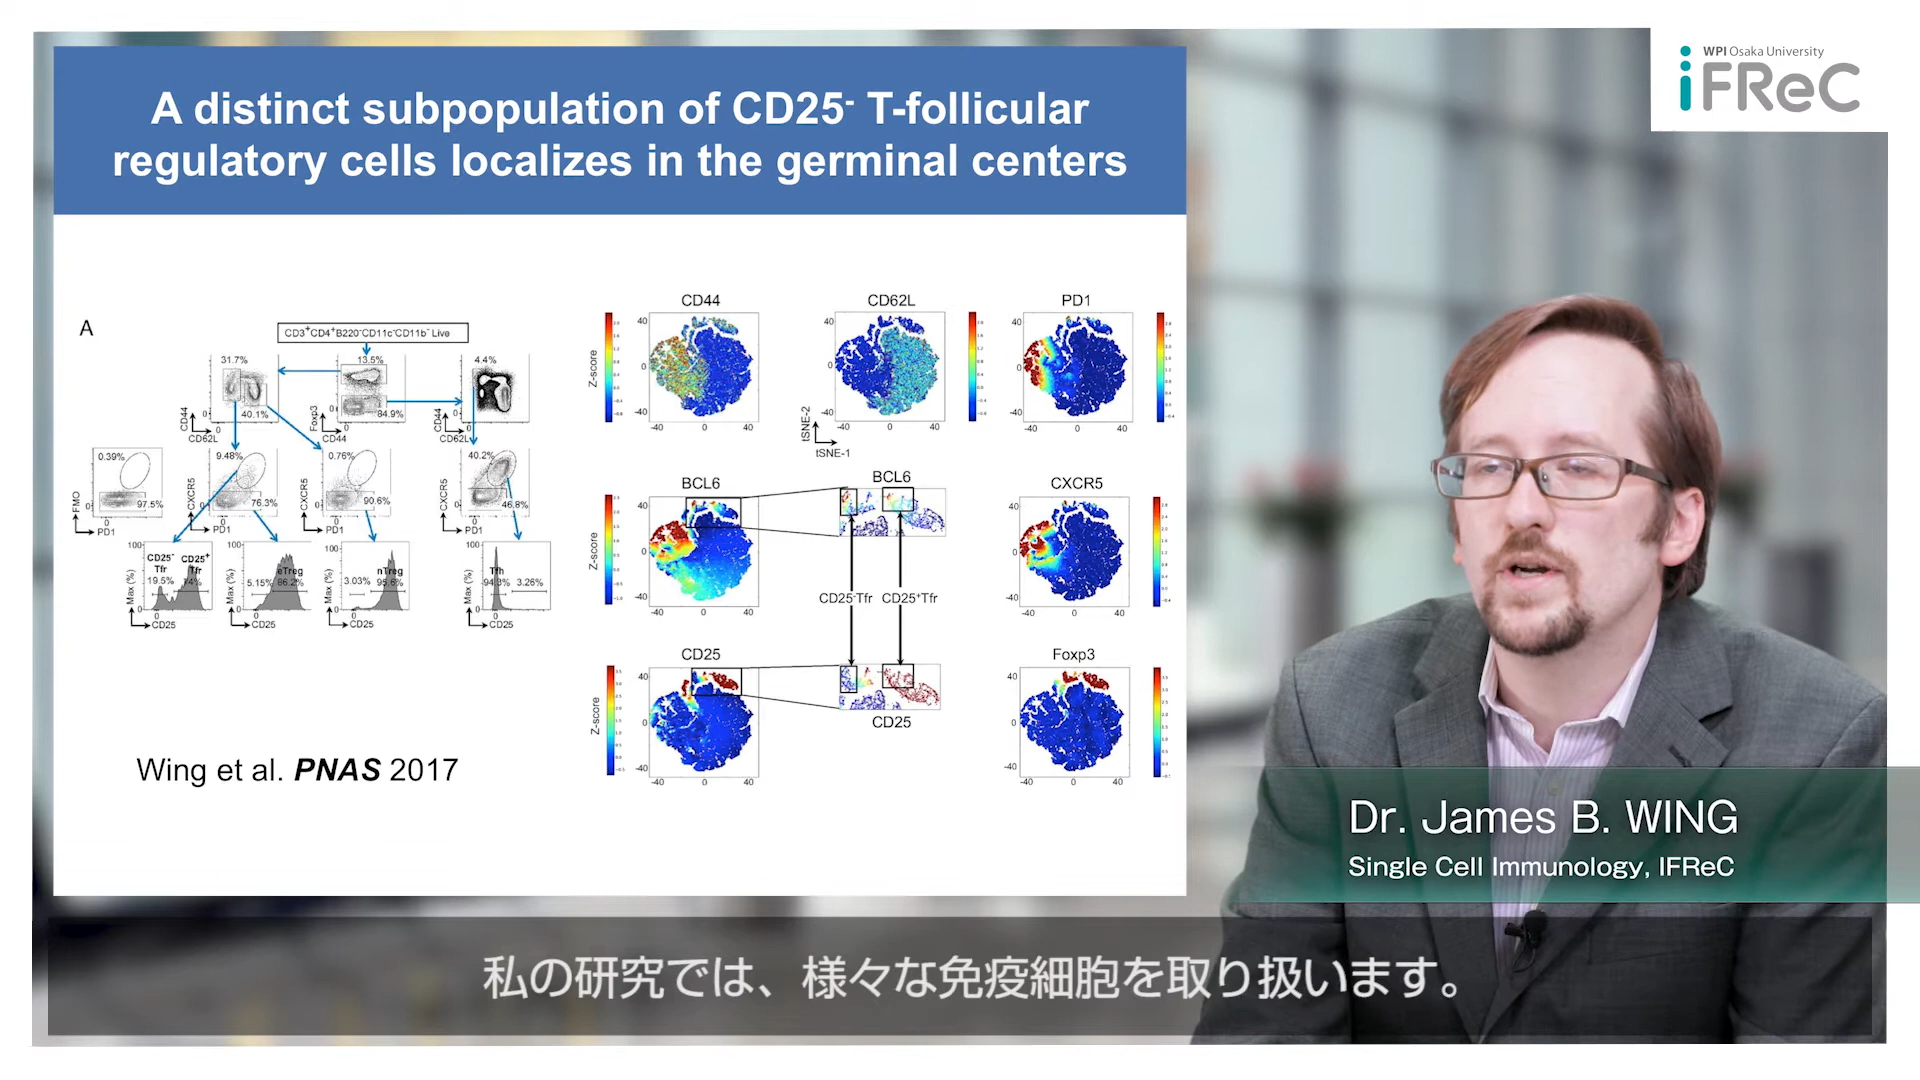 WPI Osaka University
iFReC
A distinct subpopulation of CD25- T-follicular
regulatory cells localizes in the germinal centers
A
CD3+CD4+B220-CD11c-CD11b- Live
31.7%
13.5%
4.4%
40.1%
84.9%
CD44
CD62L
Foxp3
CD44
CD44
CD62L
0.39%
9.48%
0.76%
40.2%
97.5%
76.3%
90.6%
46.8%
FMO
PD1
CXCR5
PD1
CXCR5
PD1
CXCR5
PD1
CD25- Tfr
19.5%
CD25+ Tfr
5.15%
eTreg
86.2%
3.03%
nTreg
95.6%
Tfh
94.3%
3.26%
Max (%)
CD25
Max (%)
CD25
Max (%)
CD25
Max (%)
CD25
Wing et al. PNAS 2017
CD44
CD62L
PD1
Z-score
tSNE-2
tSNE-1
BCL6
BCL6
CXCR5
Z-score
CD25-Tfr
CD25+Tfr
CD25
Foxp3
Z-score
CD25
Dr. James B. WING
Single Cell Immunology, IFReC
私の研究では、様々な免疫細胞を取り扱います。